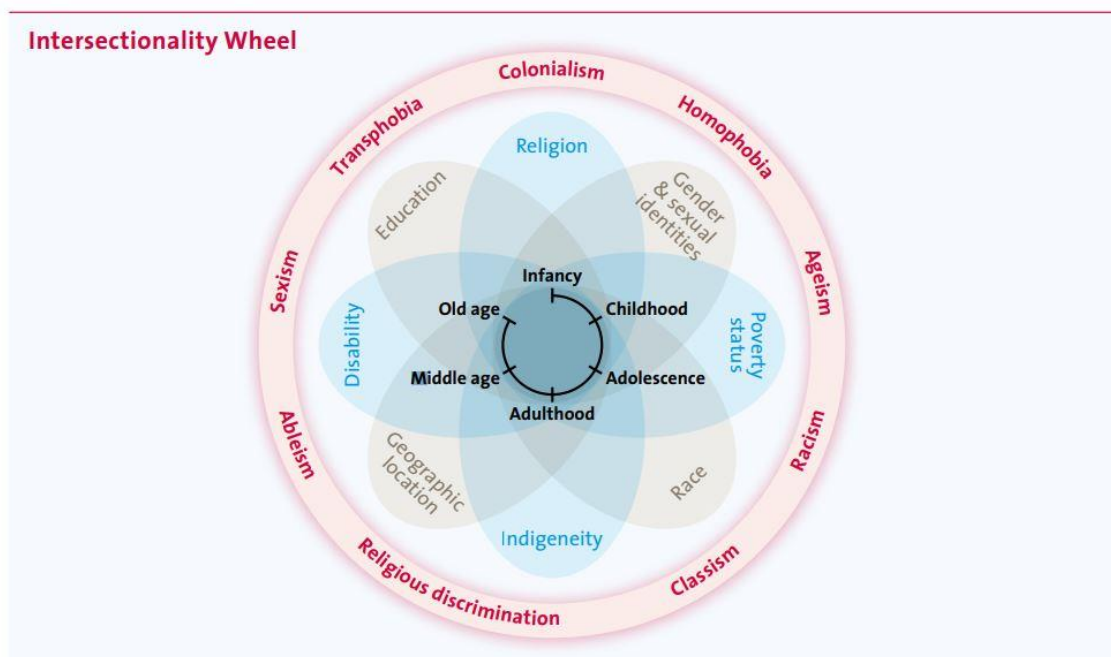 Intersectionality Wheel
Colonialism
Transphobia
Homophobia
Religion
Education
Gender
& sexual
identities
Sexism
Ageism
Infancy
Old age
Childhood
Disability
Poverty
status
Middle age
Adolescence
Adulthood
Ableism
Racism
Geographic
location
Race
Indigeneity
Religious discrimination
Classism